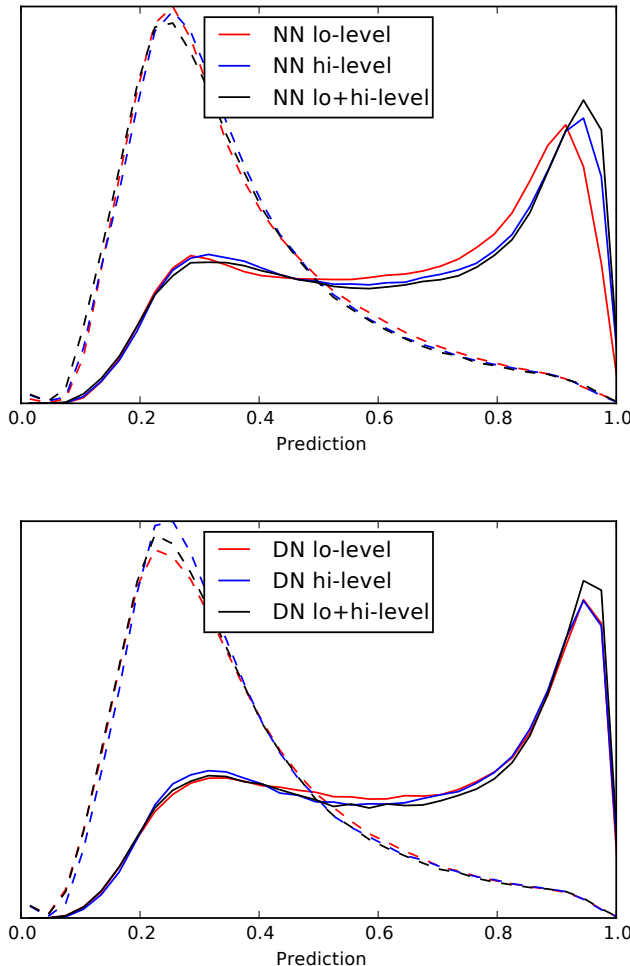 NN lo-level
NN hi-level
NN lo+hi-level
0.0 0.2 0.4 0.6 0.8 1.0
Prediction
DN lo-level
DN hi-level
DN lo+hi-level
0.0 0.2 0.4 0.6 0.8 1.0
Prediction